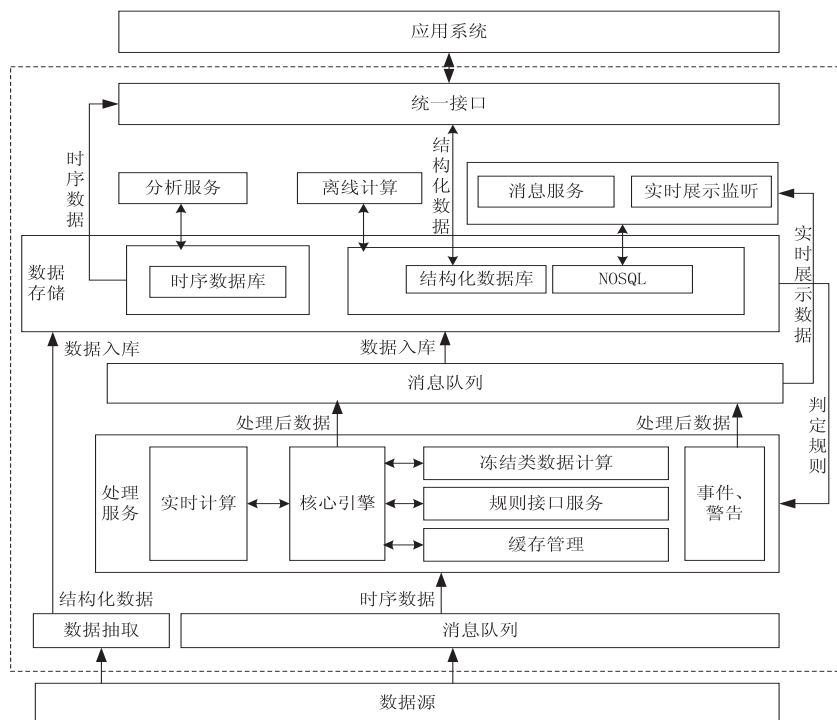 应用系统
统一接口
时序数据
结构化数据
分析服务
离线计算
消息服务
实时展示监听
实时展示数据
数据
存储
时序数据库
结构化数据库
NOSQL
数据入库
数据入库
消息队列
判定规则
处理后数据
处理后数据
处理
服务
实时计算
核心引擎
冻结类数据计算
规则接口服务
缓存管理
事件、
警告
结构化数据
时序数据
数据抽取
消息队列
数据源